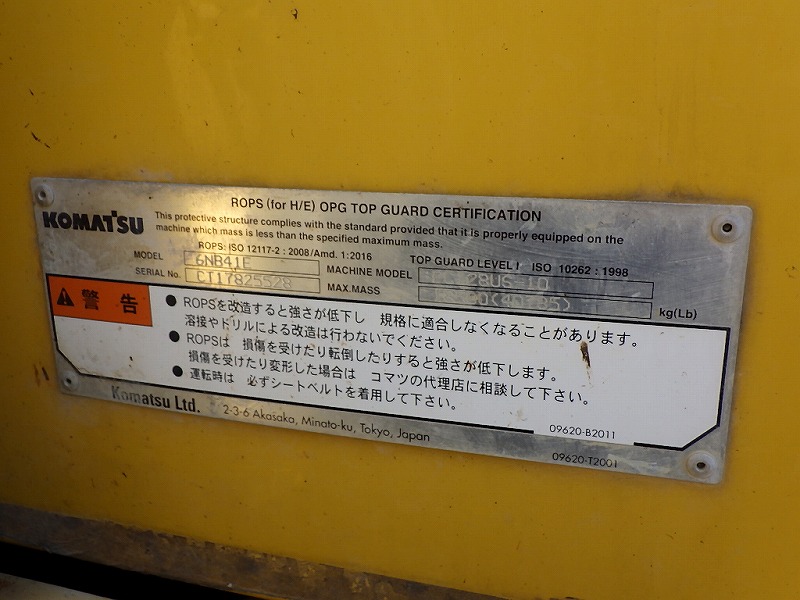 ROPS (for H/E) OPG TOP GUARD CERTIFICATION
KOMATSU
This protective structure complies with the standard provided that it is properly equipped on the
machine which mass is less than the specified maximum mass.
ROPS: ISO 12117-2 : 2008/Amd. 1:2016 TOP GUARD LEVEL I ISO 10262 : 1998
MODEL 6NB41F MACHINE MODEL
SERIAL No. CT17825528 MAX.MASS kg(Lb)
警告
● ROPSを改造すると強さが低下し 規格に適合しなくなることがあります。
溶接やドリルによる改造は行わないでください。
● ROPSは 損傷を受けたり転倒したりすると強さが低下します。
損傷を受けたり変形した場合は コマツの代理店に相談して下さい。
● 運転時は 必ずシートベルトを着用して下さい。
09620-B2011
Komatsu Ltd. 2-3-6 Akasaka, Minato-ku, Tokyo, Japan
09620-T2001